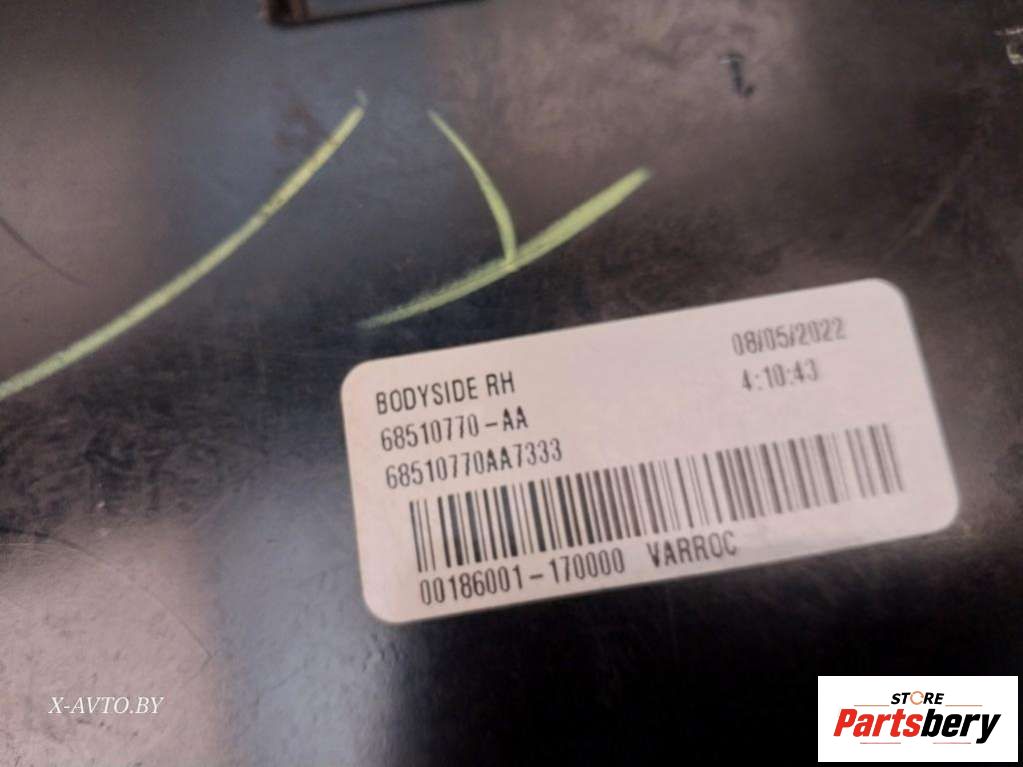 08/05/2022
4:10:43
BODYSIDE RH
68510770-AA
68510770AA7333
00186001-170000 VARROC
X-AVTO.BY
STORE
Partsbery